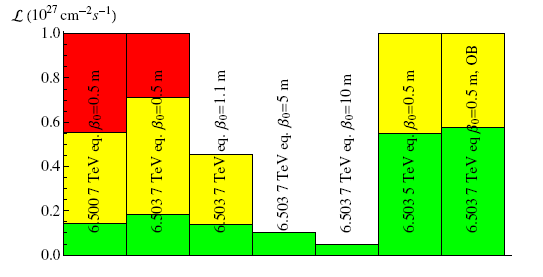 ℒ (10²⁷ cm⁻² s⁻¹)
1.0
0.8
0.6
0.4
0.2
0.0
6.500 7 TeV eq. β₀=0.5 m
6.503 7 TeV eq. β₀=0.5 m
6.503 7 TeV eq. β₀=1.1 m
6.503 7 TeV eq. β₀=5 m
6.503 7 TeV eq. β₀=10 m
6.503 5 TeV eq. β₀=0.5 m
6.503 7 TeV eq. β₀=0.5 m, OB